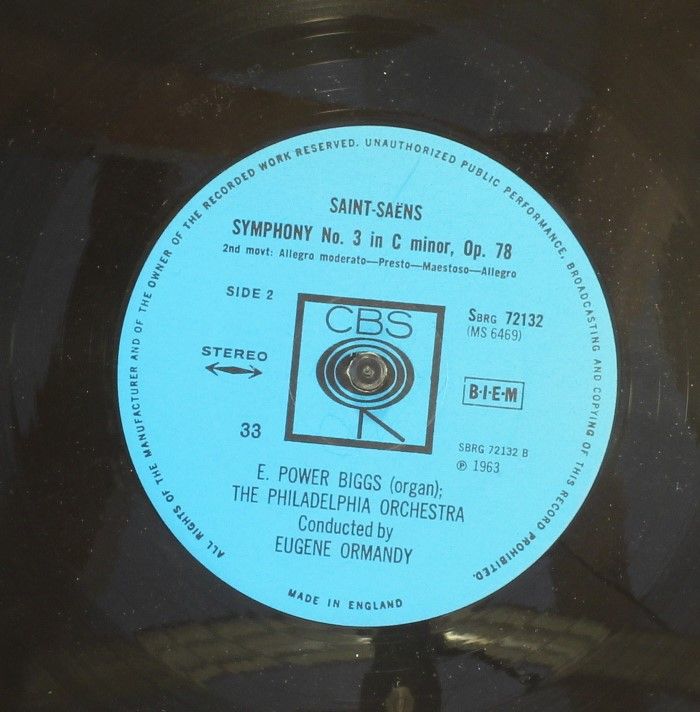 ALL RIGHTS OF THE MANUFACTURER AND OF THE OWNER OF THE RECORDED WORK RESERVED. UNAUTHORIZED PUBLIC PERFORMANCE, BROADCASTING AND COPYING OF THIS RECORD PROHIBITED.
SAINT-SAËNS
SYMPHONY No. 3 in C minor, Op. 78
2nd movt: Allegro moderato—Presto—Maestoso—Allegro
SIDE 2
CBS
SBRG 72132
(MS 6469)
STEREO
B·I·E·M
33
SBRG 72132 B
℗ 1963
E. POWER BIGGS (organ);
THE PHILADELPHIA ORCHESTRA
Conducted by
EUGENE ORMANDY
MADE IN ENGLAND